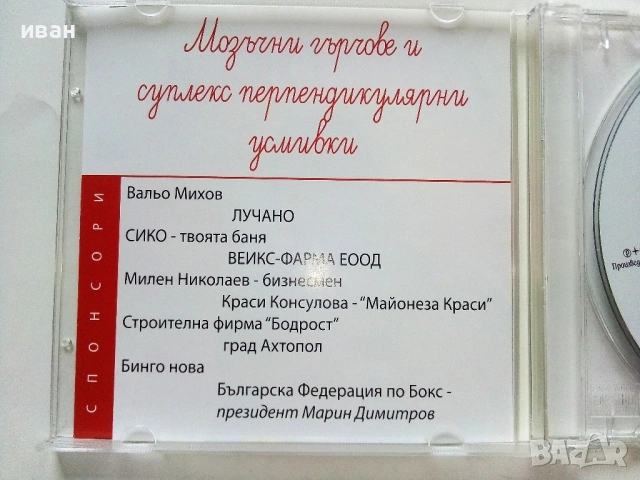 иван
Мозъчни гърчове и
суплекс перпендикулярни
усмивки
СПОНСОРИ
Вальо Михов
ЛУЧАНО
СИКО - твоята баня
ВЕИКС-ФАРМА ЕООД
Милен Николаев - бизнесмен
Краси Консулова - “Майонеза Краси”
Строителна фирма “Бодрост”
град Ахтопол
Бинго нова
Българска Федерация по Бокс -
президент Марин Димитров
℗ +
BAZAR